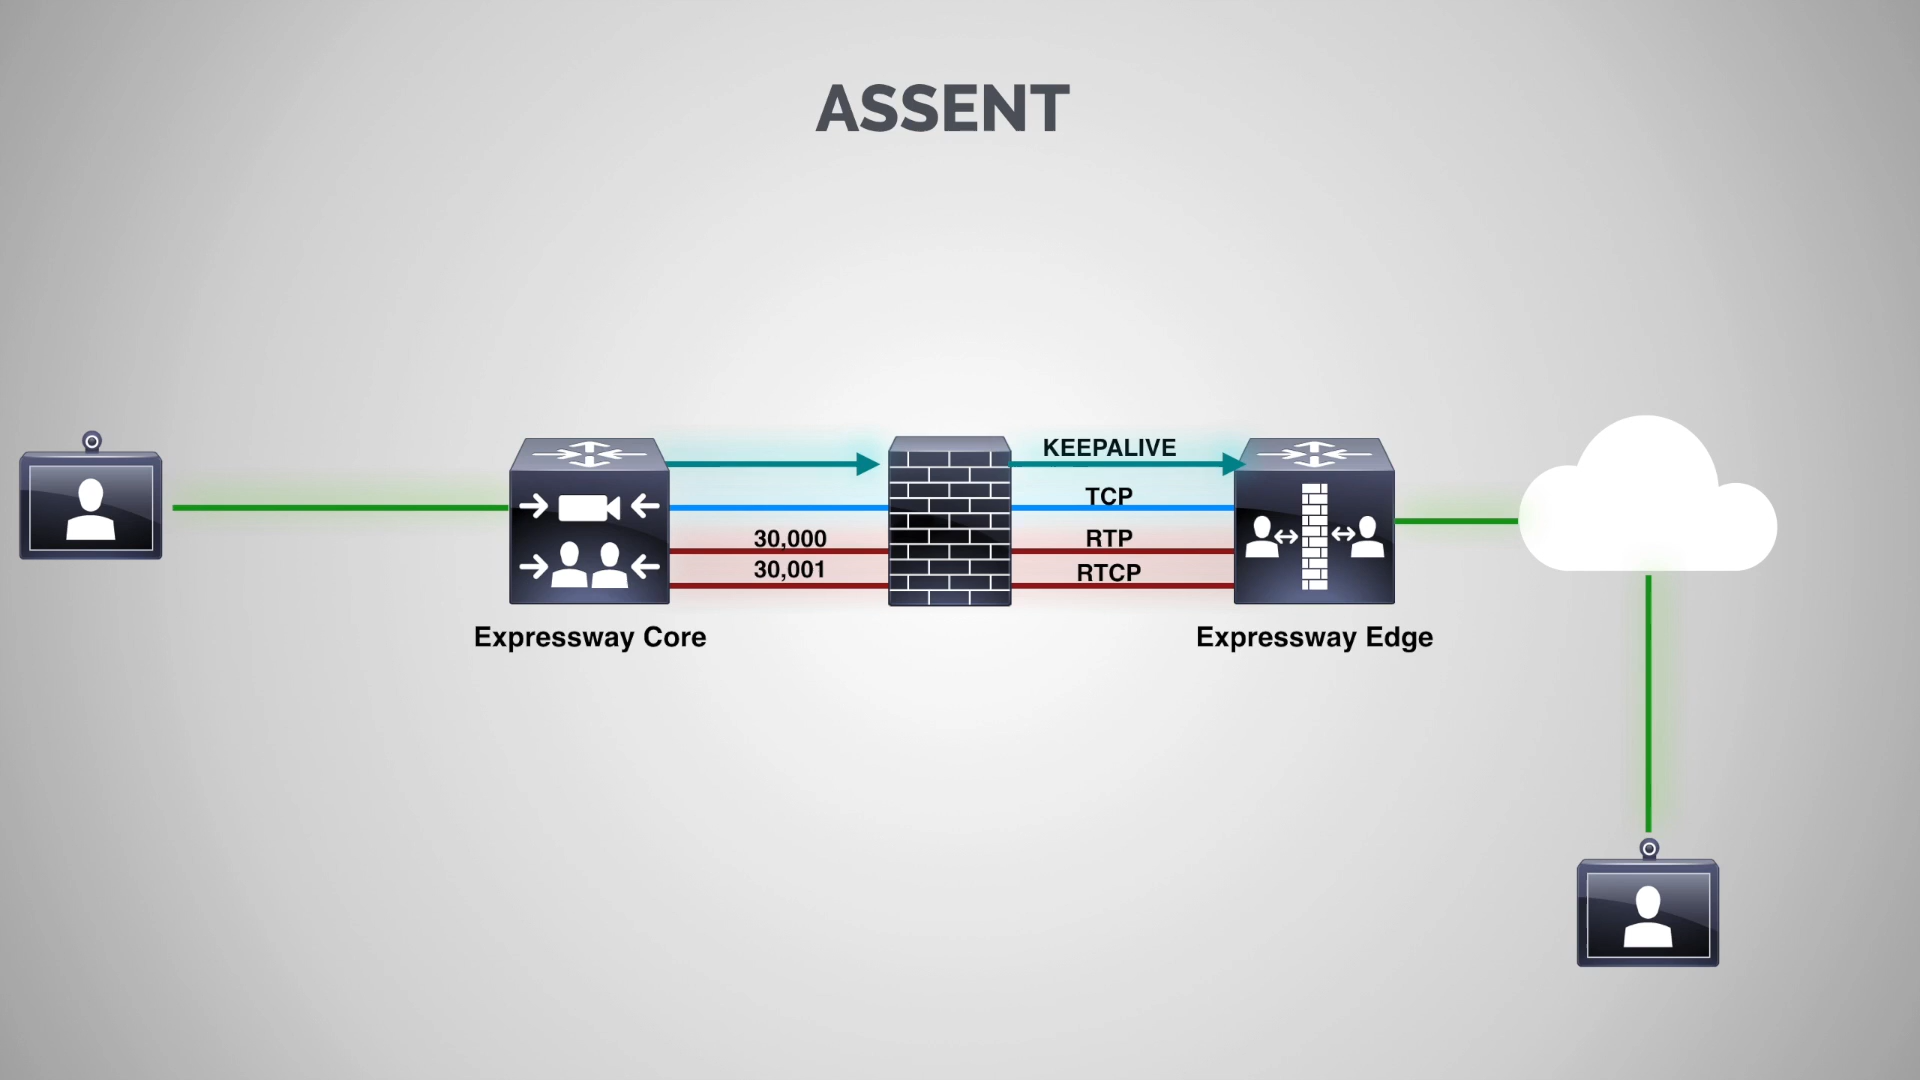 ASSENT
KEEPALIVE
TCP
30,000
RTP
30,001
RTCP
Expressway Core
Expressway Edge